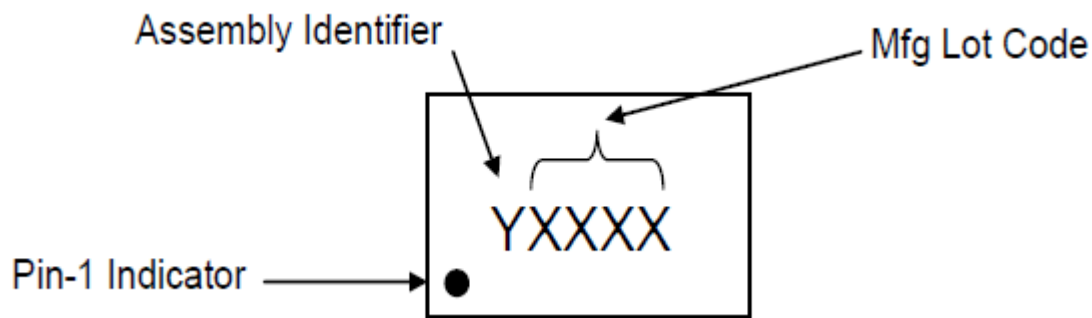 Assembly Identifier
Mfg Lot Code
YXXXX
Pin-1 Indicator